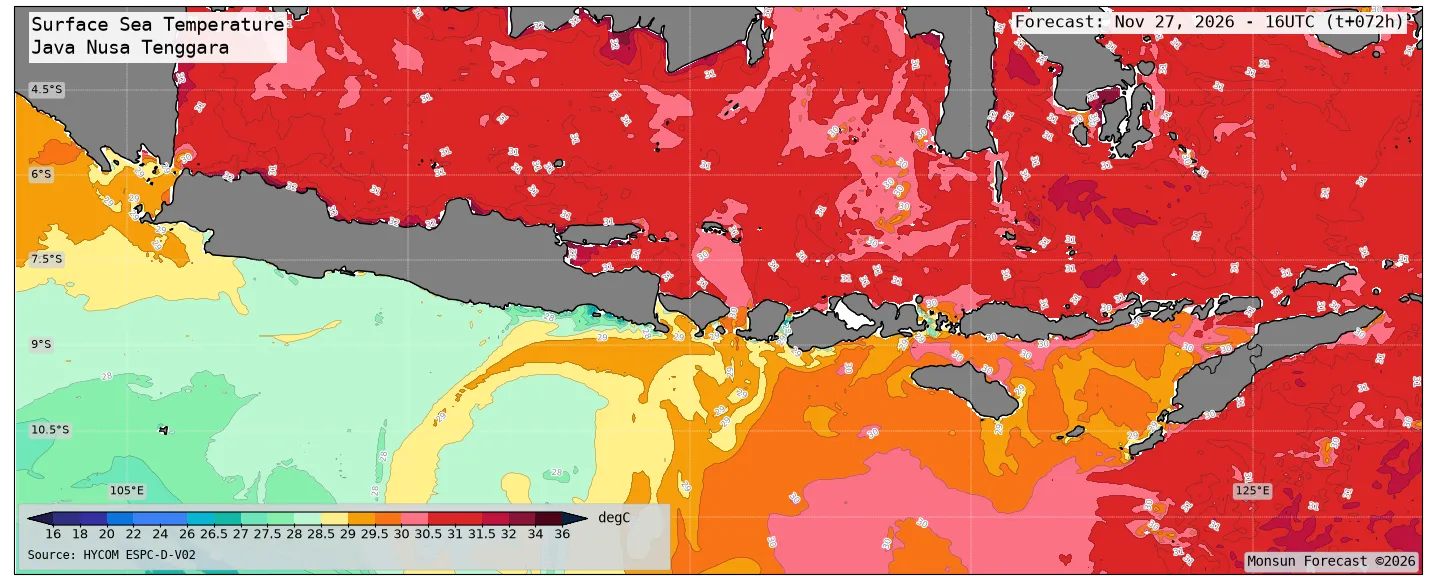 Surface Sea Temperature
Java Nusa Tenggara
Forecast: Nov 27, 2026 - 16UTC (t+072h)
4.5°S
6°S
7.5°S
9°S
10.5°S
105°E
125°E
16 18 20 22 24 26 26.5 27 27.5 28 28.5 29 29.5 30 30.5 31 31.5 32 34 36
degC
Source: HYCOM ESPC-D-V02
Monsun Forecast ©2026